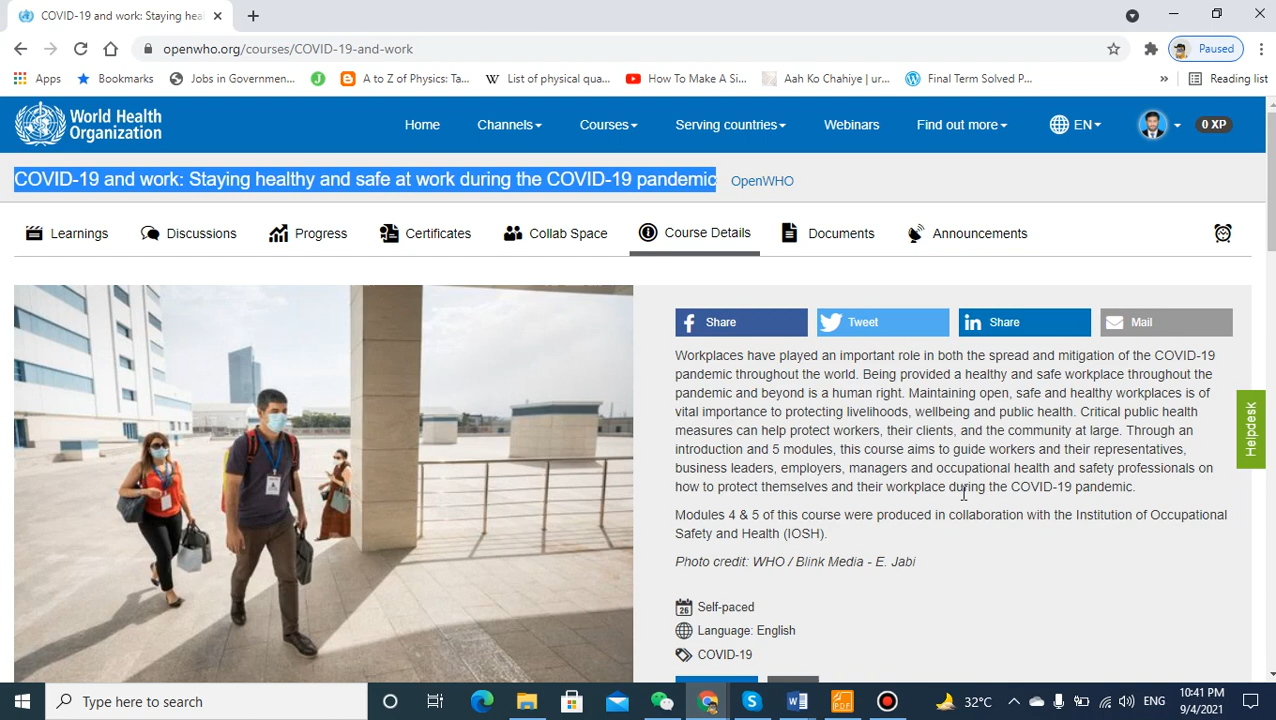 COVID-19 and work: Staying hea
openwho.org/courses/COVID-19-and-work
Paused
Apps
Bookmarks
Jobs in Governmen...
A to Z of Physics: Ta...
List of physical qua...
How To Make A Si...
Aah Ko Chahiye | ur...
Final Term Solved P...
»
Reading list
World Health
Organization
Home
Channels
Courses
Serving countries
Webinars
Find out more
EN
0 XP
COVID-19 and work: Staying healthy and safe at work during the COVID-19 pandemic
OpenWHO
Learnings
Discussions
Progress
Certificates
Collab Space
Course Details
Documents
Announcements
Share
Tweet
Share
Mail
Workplaces have played an important role in both the spread and mitigation of the COVID-19
pandemic throughout the world. Being provided a healthy and safe workplace throughout the
pandemic and beyond is a human right. Maintaining open, safe and healthy workplaces is of
vital importance to protecting livelihoods, wellbeing and public health. Critical public health
measures can help protect workers, their clients, and the community at large. Through an
introduction and 5 modules, this course aims to guide workers and their representatives,
business leaders, employers, managers and occupational health and safety professionals on
how to protect themselves and their workplace during the COVID-19 pandemic.
Modules 4 & 5 of this course were produced in collaboration with the Institution of Occupational
Safety and Health (IOSH).
Photo credit: WHO / Blink Media - E. Jabi
Self-paced
Language: English
COVID-19
Helpdesk
Type here to search
32°C
ENG
10:41 PM
9/4/2021